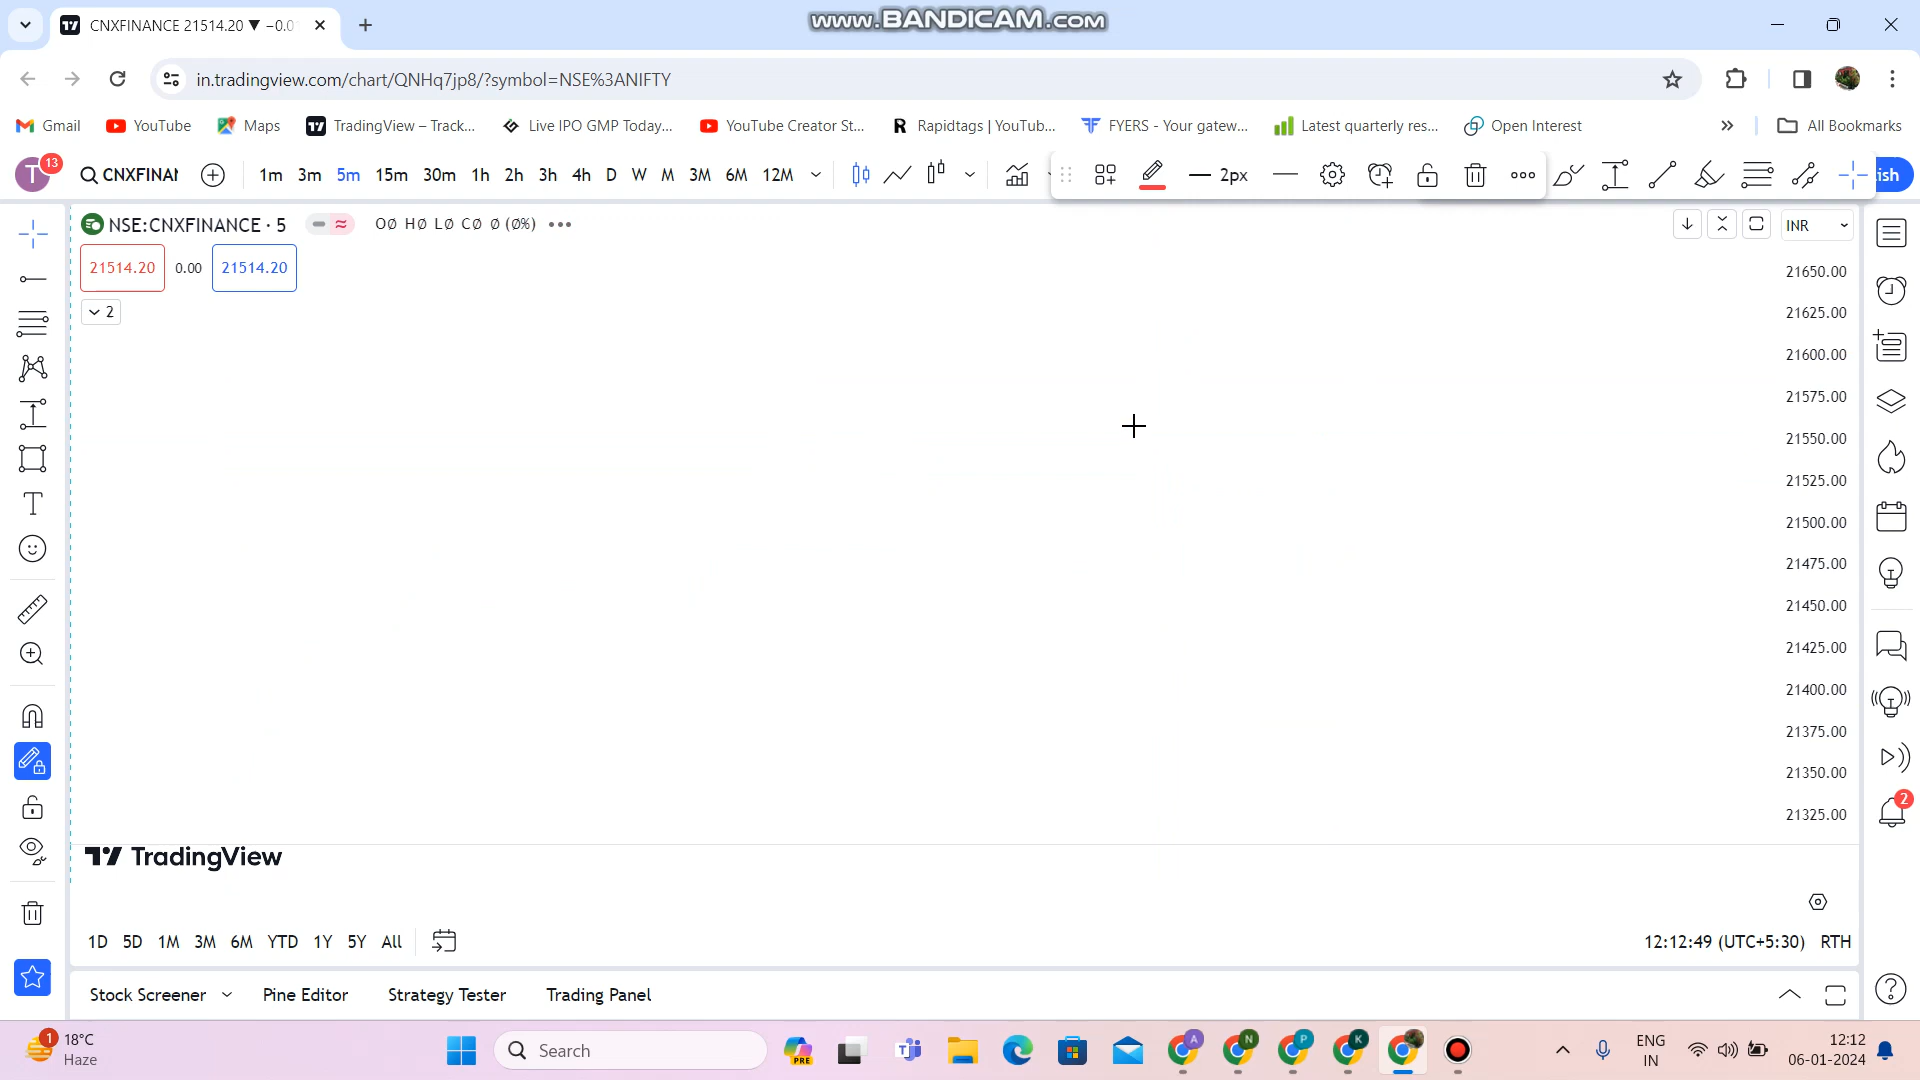 CNXFINANCE 21514.20 ▼ −0.0
www.BANDICAM.com
in.tradingview.com/chart/QNHq7jp8/?symbol=NSE%3ANIFTY
Gmail YouTube Maps TradingView – Track... Live IPO GMP Today,... YouTube Creator St... Rapidtags | YouTub... FYERS - Your gatew... Latest quarterly res... Open Interest » All Bookmarks
T 13 CNXFINAN 1m 3m 5m 15m 30m 1h 2h 3h 4h D W M 3M 6M 12M 2px ish
NSE:CNXFINANCE · 5 O∅ H∅ L∅ C∅ ∅ (∅%) INR
21514.20 0.00 21514.20
2
21650.00
21625.00
21600.00
21575.00
21550.00
21525.00
21500.00
21475.00
21450.00
21425.00
21400.00
21375.00
21350.00
21325.00
2
TradingView
1D 5D 1M 3M 6M YTD 1Y 5Y All 12:12:49 (UTC+5:30) RTH
Stock Screener Pine Editor Strategy Tester Trading Panel
1 18°C
Haze
Search
PRE
A N P K
ENG
IN
12:12
06-01-2024